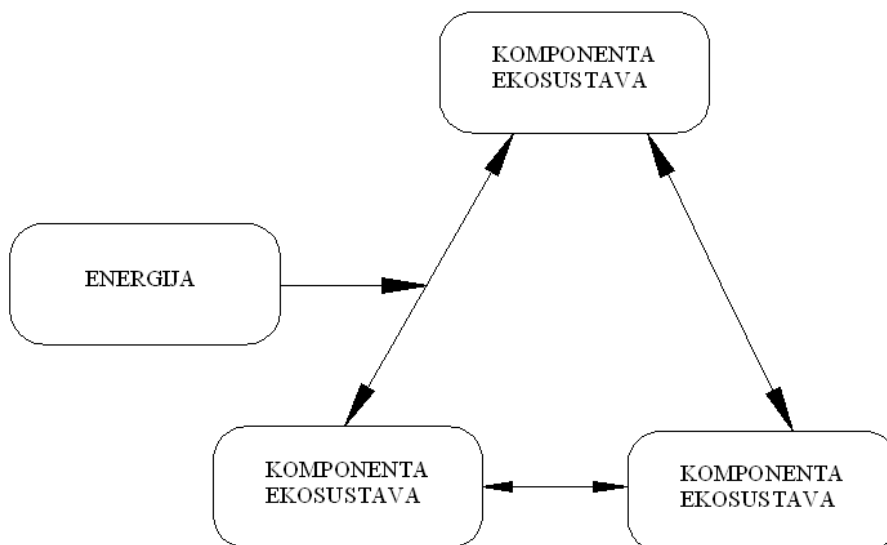 KOMPONENTA
EKOSUSTAVA
ENERGIJA
KOMPONENTA
EKOSUSTAVA
KOMPONENTA
EKOSUSTAVA